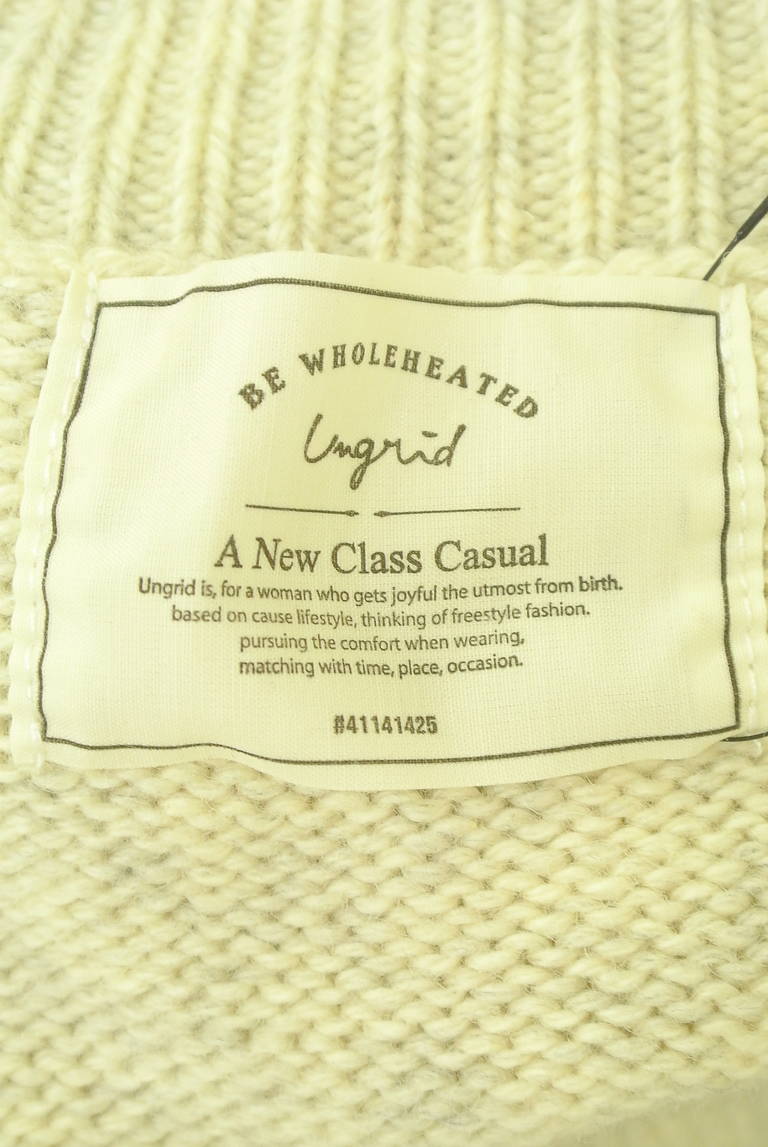 BE WHOLEHEATED
Ungrid
A New Class Casual
Ungrid is, for a woman who gets joyful the utmost from birth.
based on cause lifestyle, thinking of freestyle fashion.
pursuing the comfort when wearing,
matching with time, place, occasion.
#41141425